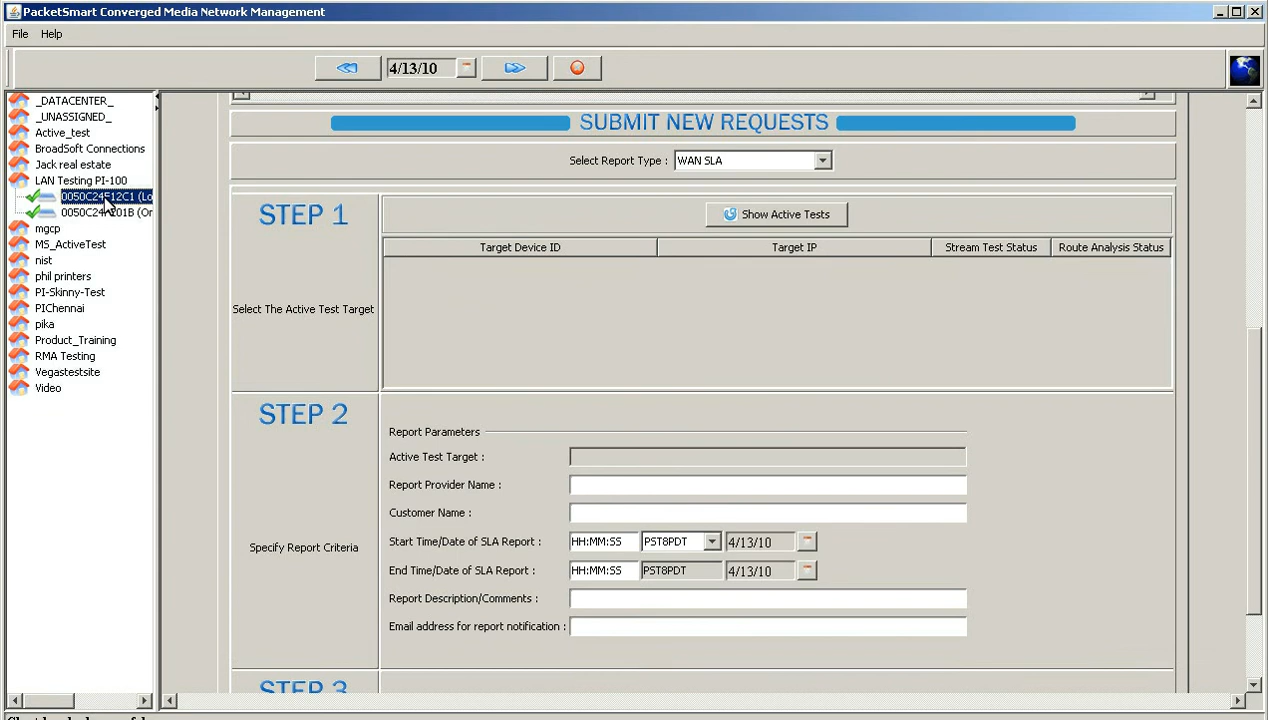 PacketSmart Converged Media Network Management
File Help
4/13/10
_DATACENTER_
_UNASSIGNED_
Active_test
BroadSoft Connections
Jack real estate
LAN Testing PI-100
(Lo
(Or
mgcp
MS_ActiveTest
nist
phil printers
PI-Skinny-Test
PIChennai
pika
Product_Training
RMA Testing
Vegastestsite
Video
SUBMIT NEW REQUESTS
Select Report Type : WAN SLA
STEP 1
Show Active Tests
Target Device ID Target IP Stream Test Status Route Analysis Status
Select The Active Test Target
STEP 2
Report Parameters
Active Test Target :
Report Provider Name :
Customer Name :
Specify Report Criteria
Start Time/Date of SLA Report : HH:MM:SS PST8PDT 4/13/10
End Time/Date of SLA Report : HH:MM:SS PST8PDT 4/13/10
Report Description/Comments :
Email address for report notification :
STEP 3